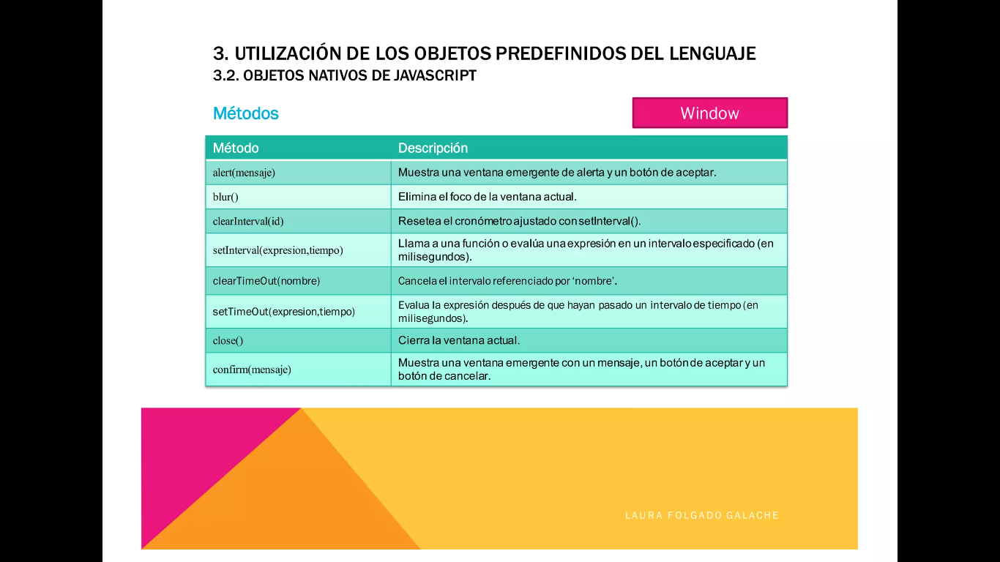 3. UTILIZACIÓN DE LOS OBJETOS PREDEFINIDOS DEL LENGUAJE
3.2. OBJETOS NATIVOS DE JAVASCRIPT
Métodos
Window
Método Descripción
alert(mensaje) Muestra una ventana emergente de alerta y un botón de aceptar.
blur() Elimina el foco de la ventana actual.
clearInterval(id) Resetea el cronómetro ajustado con setInterval().
setInterval(expresion,tiempo) Llama a una función o evalúa una expresión en un intervalo especificado (en
milisegundos).
clearTimeOut(nombre) Cancela el intervalo referenciado por ‘nombre’.
setTimeOut(expresion,tiempo) Evalua la expresión después de que hayan pasado un intervalo de tiempo (en
milisegundos).
close() Cierra la ventana actual.
confirm(mensaje) Muestra una ventana emergente con un mensaje, un botón de aceptar y un
botón de cancelar.
LAURA FOLGADO GALACHE